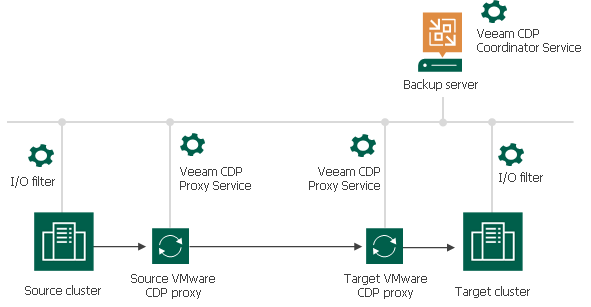 Veeam CDP
Coordinator Service
Backup server
I/O filter
Veeam CDP
Proxy Service
Veeam CDP
Proxy Service
I/O filter
Source cluster
Source VMware
CDP proxy
Target VMware
CDP proxy
Target cluster